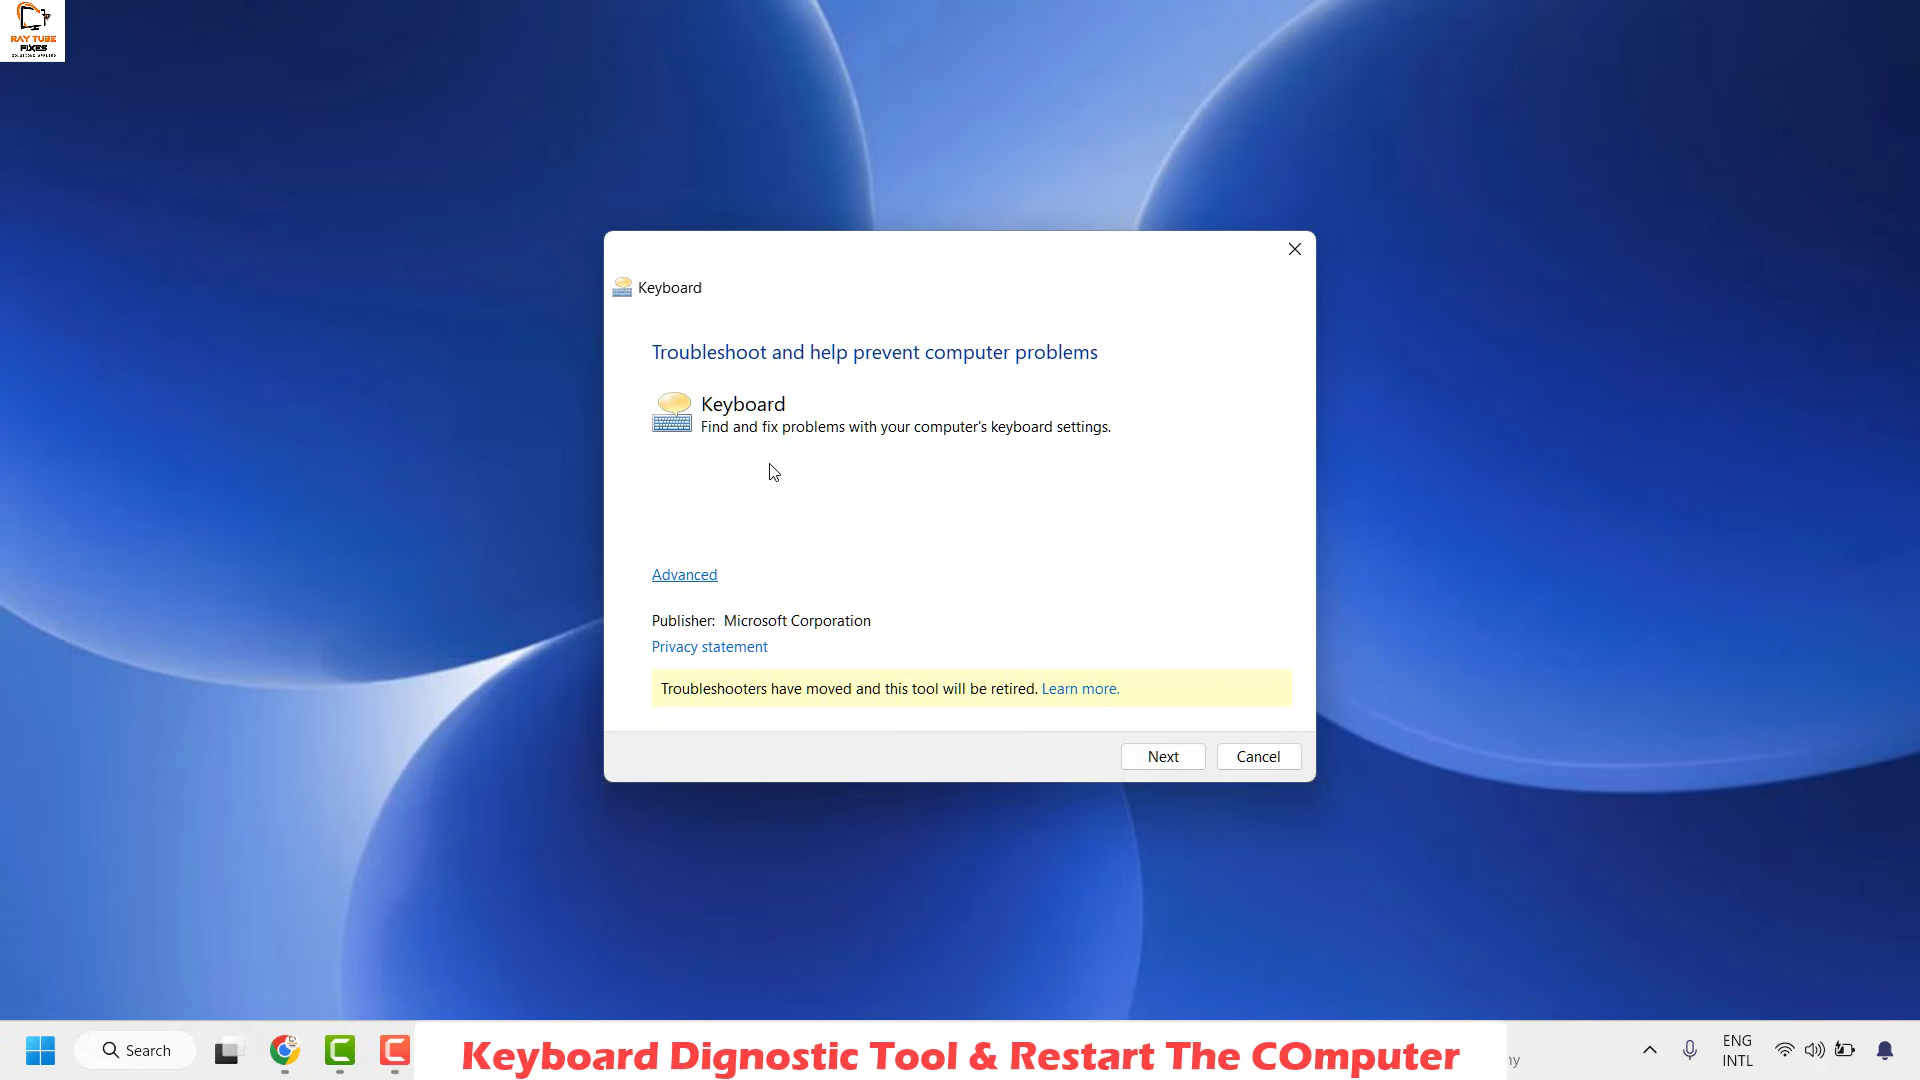 RAY TUBE
FIXES
Keyboard
Troubleshoot and help prevent computer problems
Keyboard
Find and fix problems with your computer's keyboard settings.
Advanced
Publisher: Microsoft Corporation
Privacy statement
Troubleshooters have moved and this tool will be retired. Learn more.
Next Cancel
Search
Keyboard Dignostic Tool & Restart The COmputer
ENG
INTL